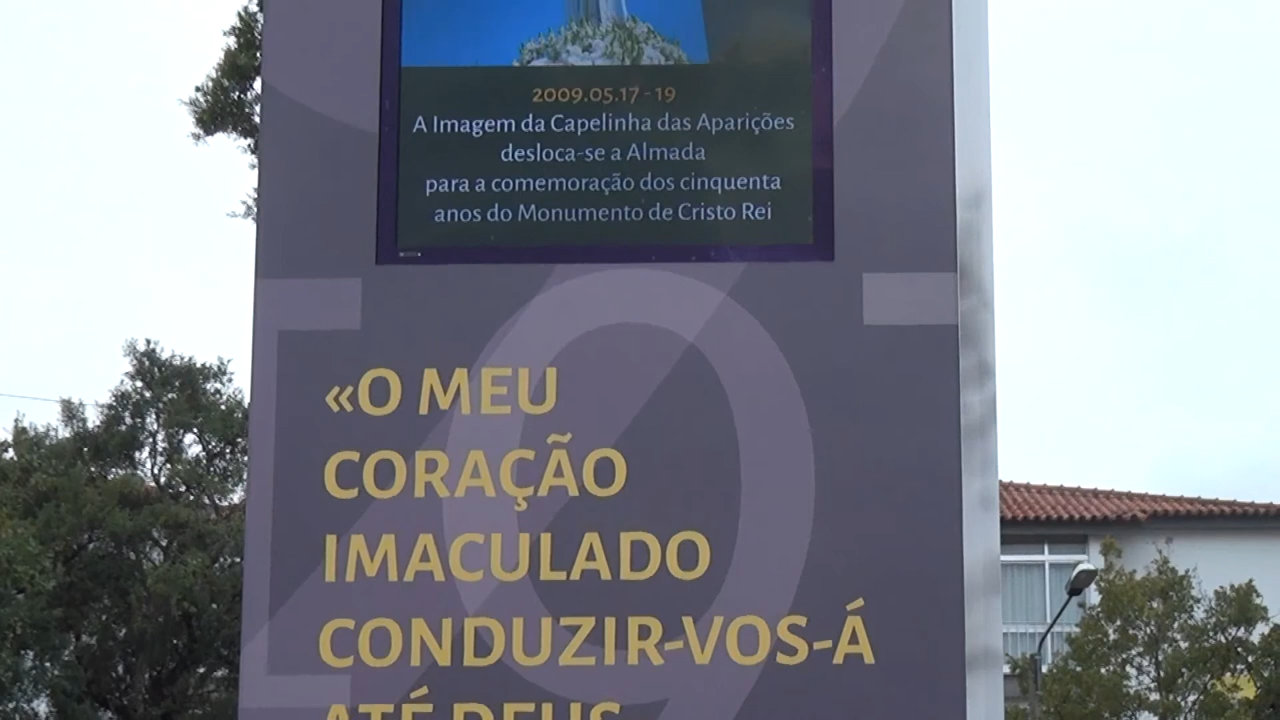 2009.05.17 - 19
A Imagem da Capelinha das Aparições
desloca-se a Almada
para a comemoração dos cinquenta
anos do Monumento de Cristo Rei
«O MEU
CORAÇÃO
IMACULADO
CONDUZIR-VOS-Á
ATÉ DEUS